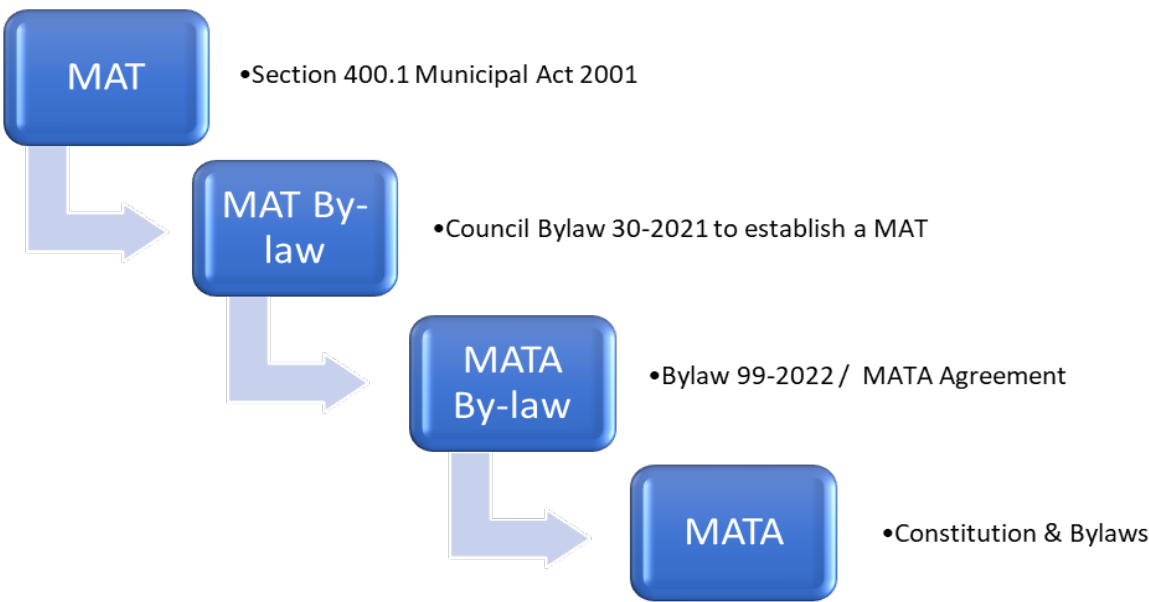 MAT
•Section 400.1 Municipal Act 2001
MAT By-
law
•Council Bylaw 30-2021 to establish a MAT
MATA
By-law
•Bylaw 99-2022 / MATA Agreement
MATA
•Constitution & Bylaws